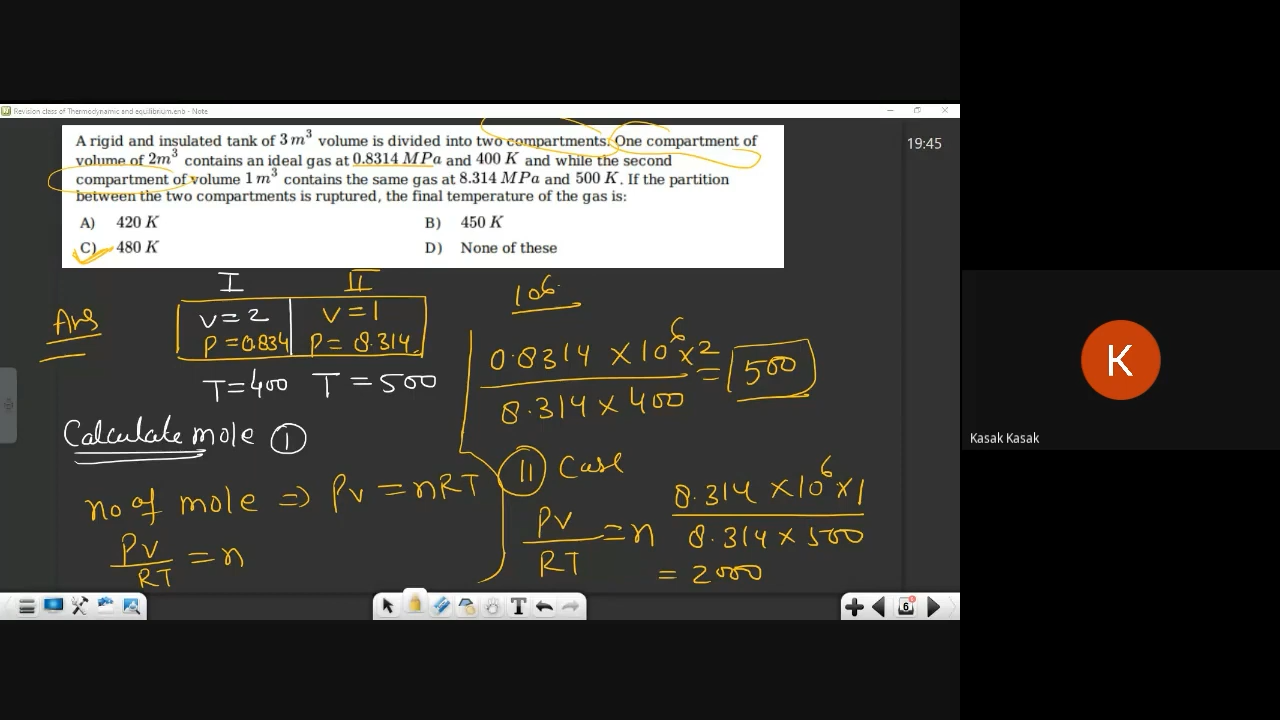 Revision class of Thermodynamic and equilibrium.enb - Note
A rigid and insulated tank of 3 m³ volume is divided into two compartments. One compartment of
volume of 2m³ contains an ideal gas at 0.8314 MPa and 400 K and while the second
compartment of volume 1 m³ contains the same gas at 8.314 MPa and 500 K. If the partition
between the two compartments is ruptured, the final temperature of the gas is:
A) 420 K B) 450 K
C) 480 K D) None of these
19:45
Ans
I II
V = 2 V = 1
P = 0.834 P = 8.314
T = 400 T = 500
Calculate mole ①
no of mole ⇒ PV = nRT
PV
RT = n
10⁶
0.8314 × 10⁶ × 2
8.314 × 400
= 500
II Case
PV
RT = n
8.314 × 10⁶ × 1
8.314 × 500
= 2000
T
6
K
Kasak Kasak